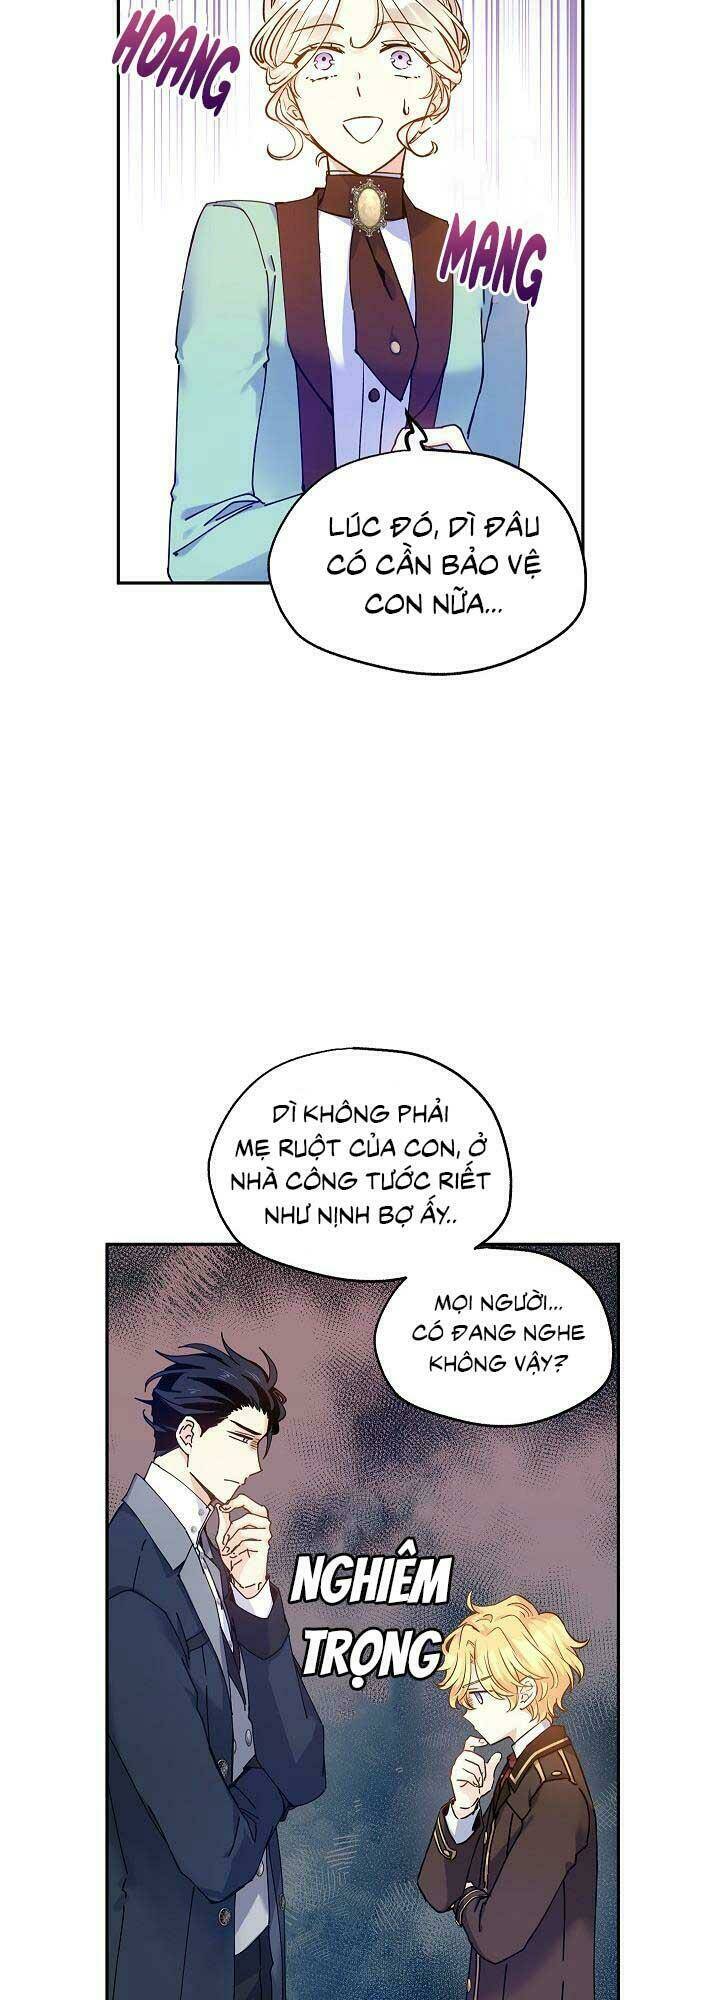 HOANG
MANG
LÚC ĐÓ, DÌ ĐÂU
CÓ CẦN BẢO VỆ
CON NỮA...
DÌ KHÔNG PHẢI
MẸ RUỘT CỦA CON, Ở
NHÀ CÔNG TƯỚC RIẾT
NHƯ NỊNH BỢ ẤY..
MỌI NGƯỜI...
CÓ ĐANG NGHE
KHÔNG VẬY?
NGHIÊM
TRỌNG